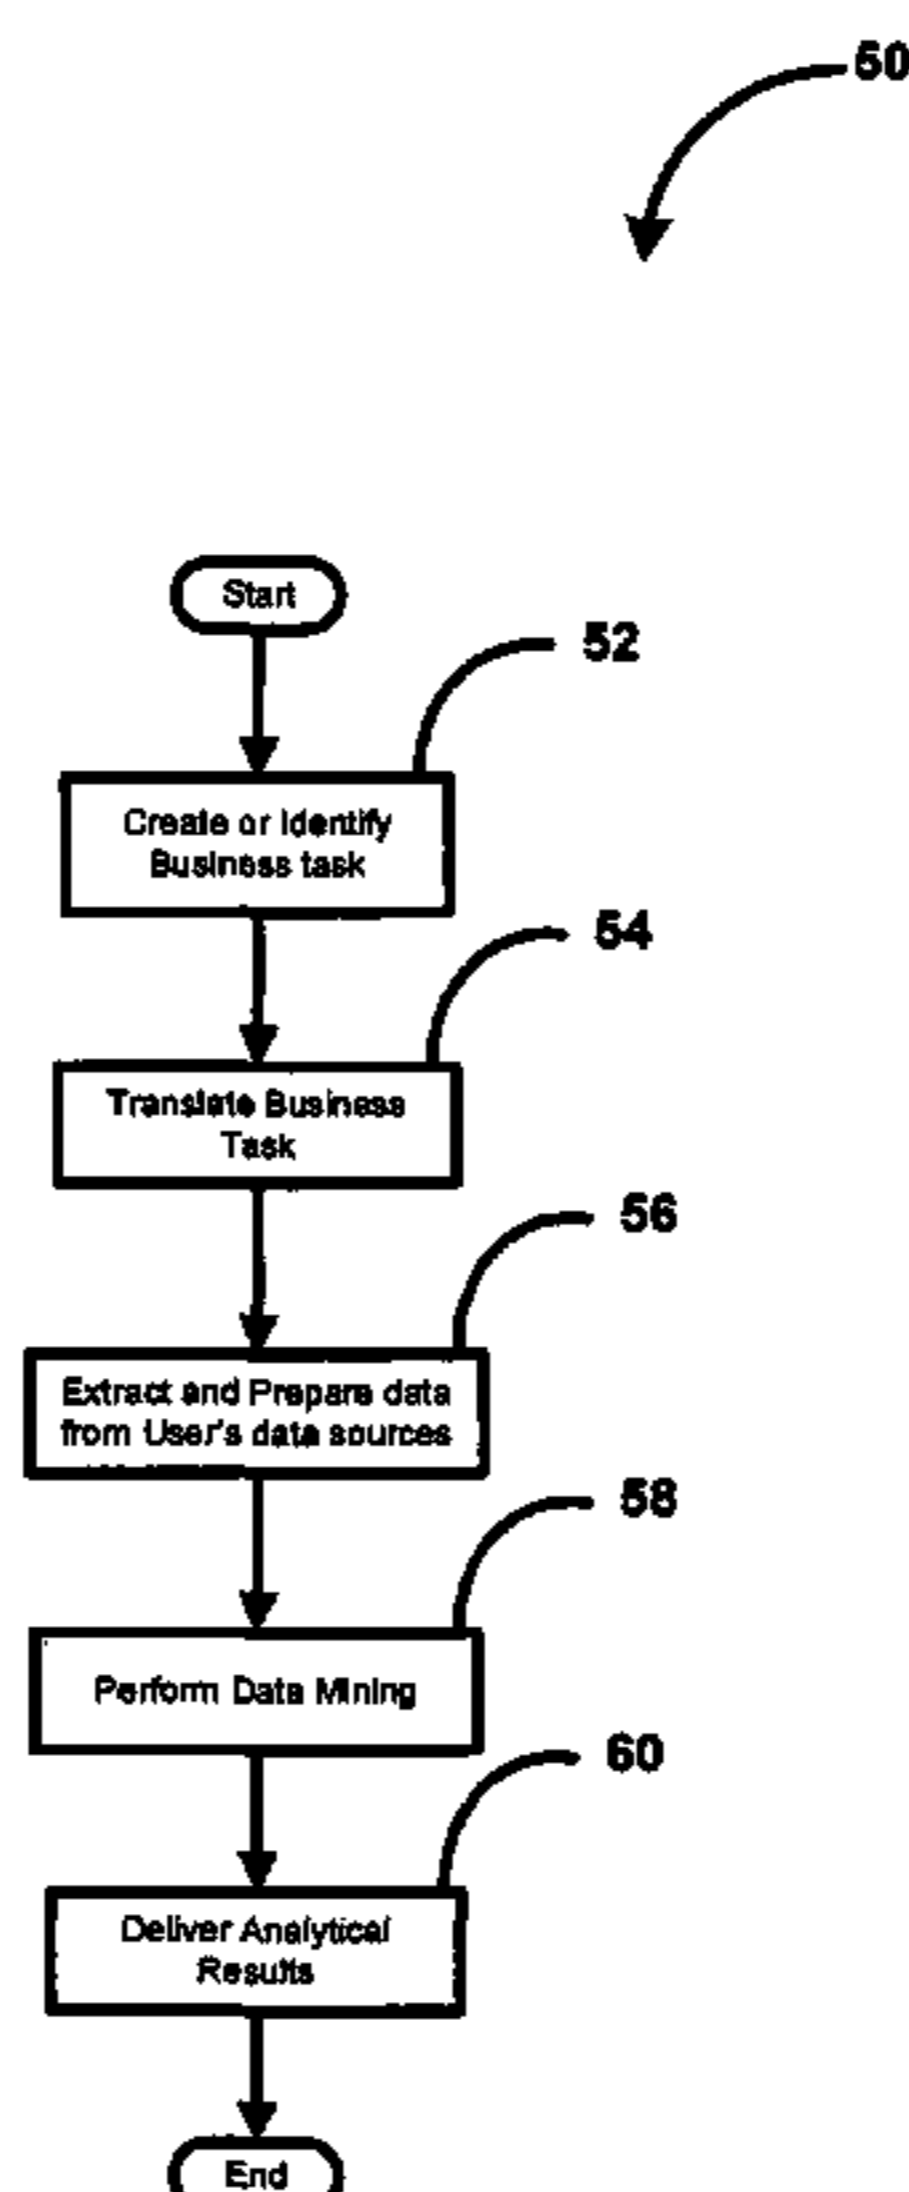 50
Start
52
Create or Identify
Business task
54
Translate Business
Task
56
Extract and Prepare data
from User's data sources
58
Perform Data Mining
60
Deliver Analytical
Results
End